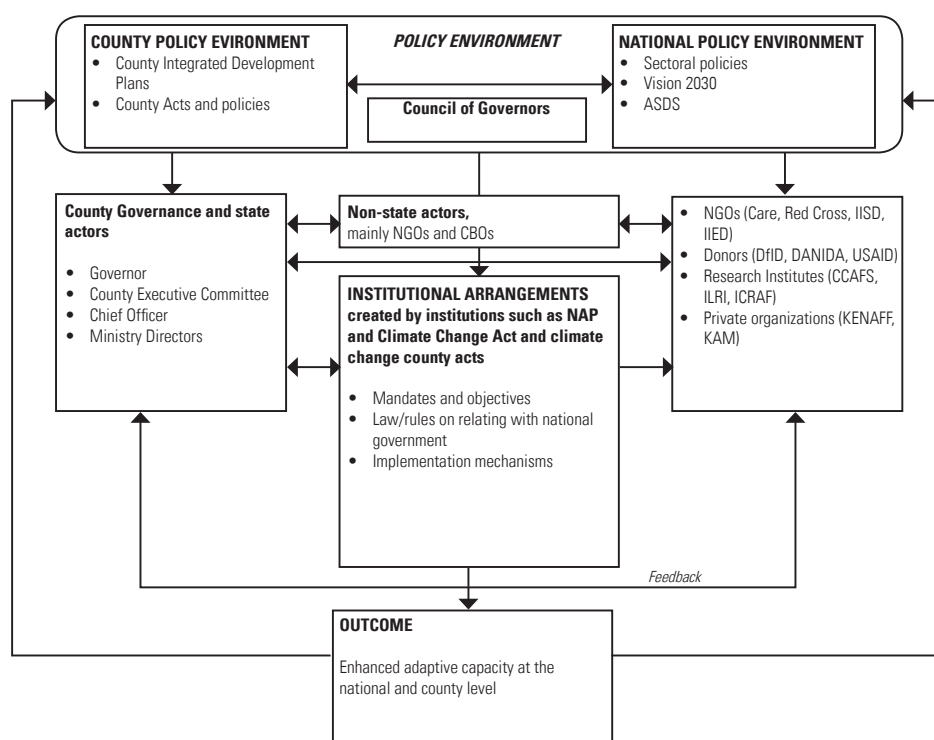 COUNTY POLICY EVIRONMENT
• County Integrated Development
Plans
• County Acts and policies
POLICY ENVIRONMENT
Council of Governors
NATIONAL POLICY ENVIRONMENT
• Sectoral policies
• Vision 2030
• ASDS
County Governance and state
actors
• Governor
• County Executive Committee
• Chief Officer
• Ministry Directors
Non-state actors,
mainly NGOs and CBOs
• NGOs (Care, Red Cross, IISD,
IIED)
• Donors (DfID, DANIDA, USAID)
• Research Institutes (CCAFS,
ILRI, ICRAF)
• Private organizations (KENAFF,
KAM)
INSTITUTIONAL ARRANGEMENTS
created by institutions such as NAP
and Climate Change Act and climate
change county acts
• Mandates and objectives
• Law/rules on relating with national
government
• Implementation mechanisms
Feedback
OUTCOME
Enhanced adaptive capacity at the
national and county level